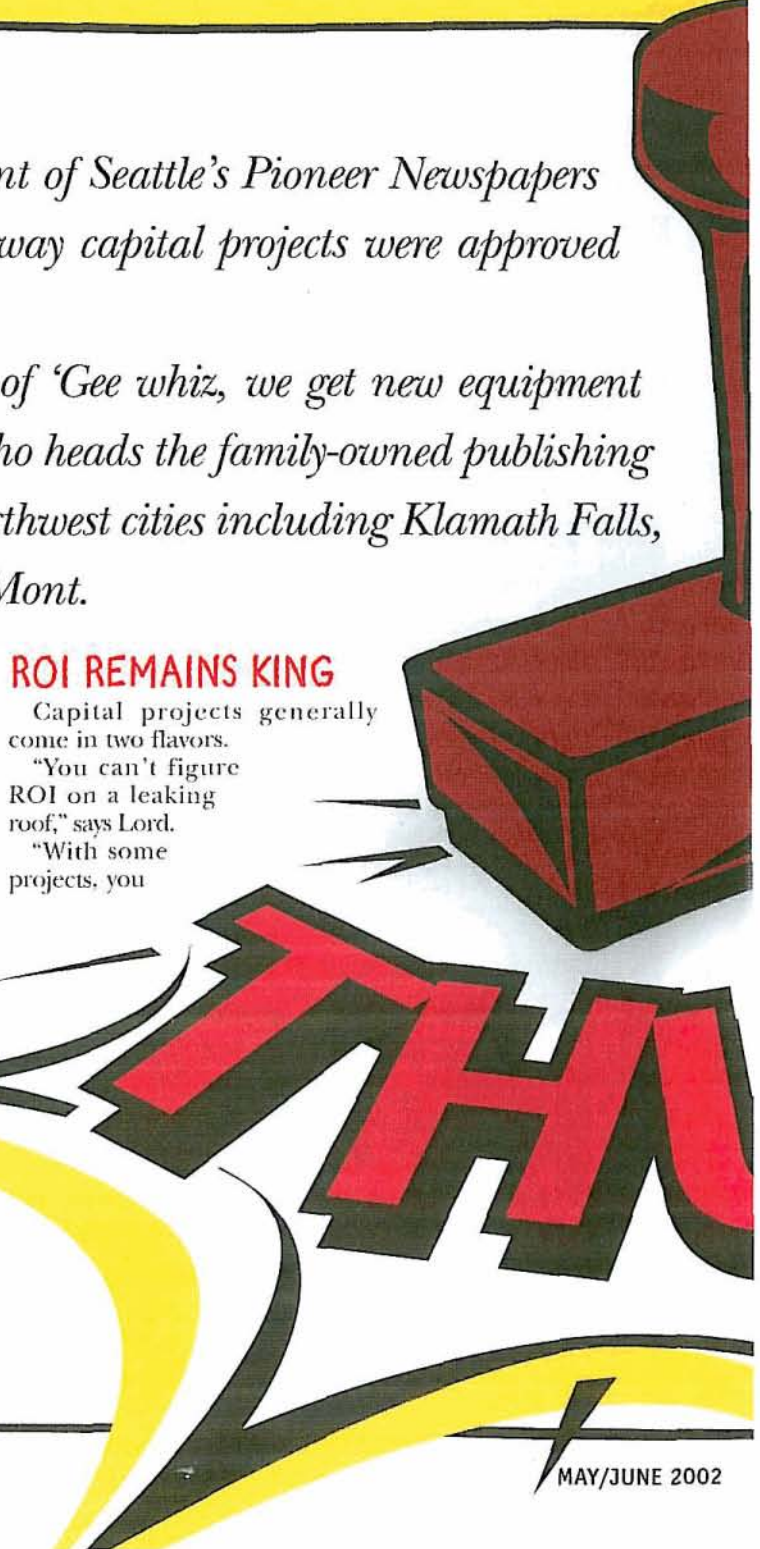 nt of Seattle's Pioneer Newspapers
way capital projects were approved
of 'Gee whiz, we get new equipment
ho heads the family-owned publishing
rthwest cities including Klamath Falls,
Mont.
ROI REMAINS KING
Capital projects generally
come in two flavors.
"You can't figure
ROI on a leaking
roof," says Lord.
"With some
projects, you
THU
MAY/JUNE 2002